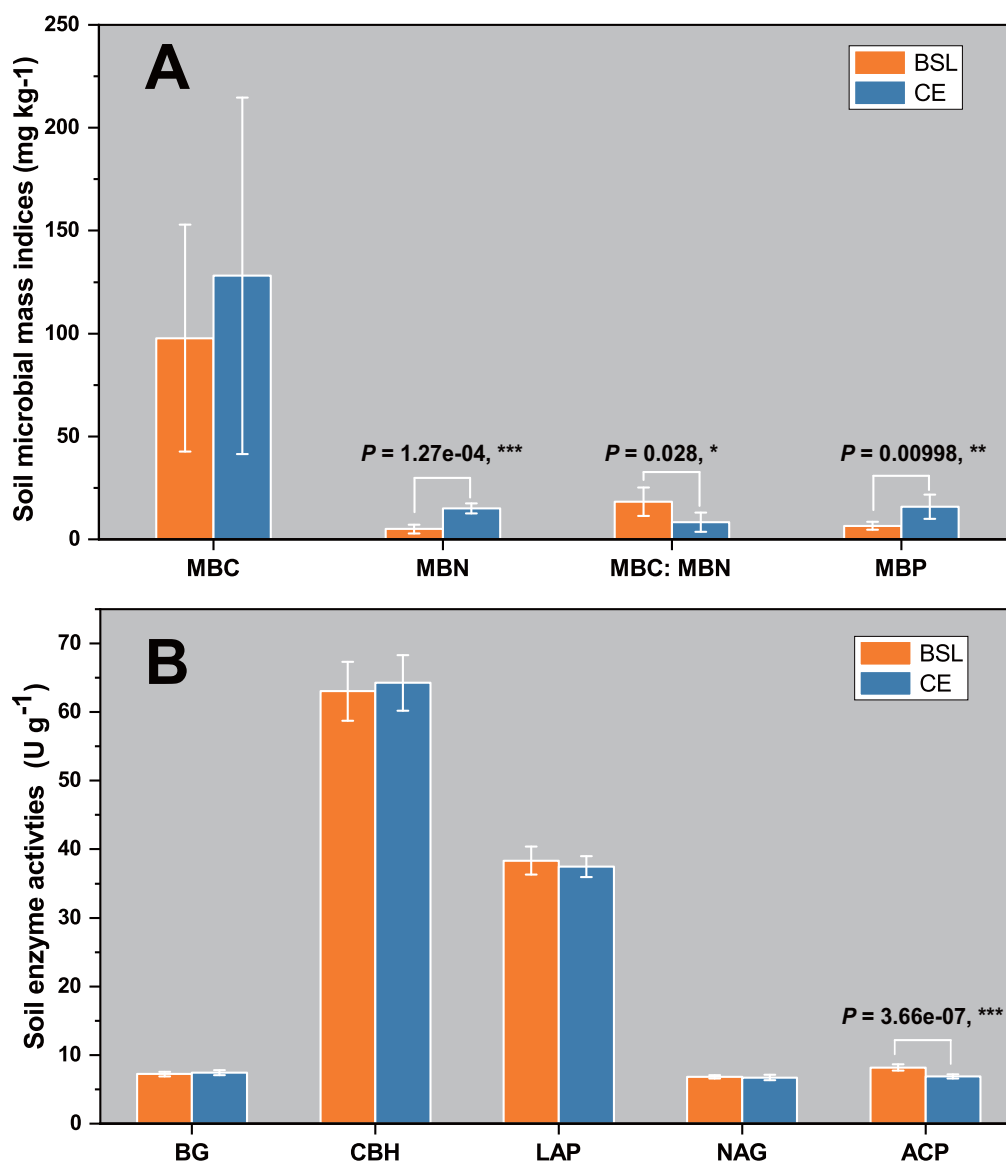 A
BSL
CE
Soil microbial mass indices (mg kg-1)
250
200
150
100
50
0
P = 1.27e-04, ***
P = 0.028, *
P = 0.00998, **
MBC
MBN
MBC: MBN
MBP
B
BSL
CE
Soil enzyme activties (U g-1)
70
60
50
40
30
20
10
0
P = 3.66e-07, ***
BG
CBH
LAP
NAG
ACP